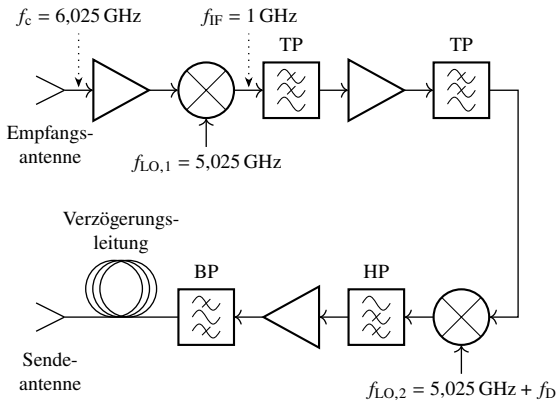 f_c = 6,025 GHz
f_IF = 1 GHz
TP
TP
Empfangs-
antenne
f_LO,1 = 5,025 GHz
Verzögerungs-
leitung
BP
HP
Sende-
antenne
f_LO,2 = 5,025 GHz + f_D